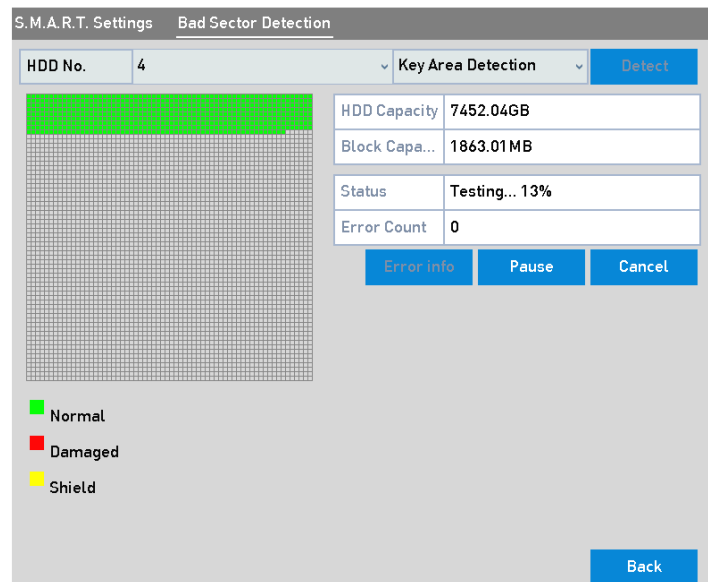 S.M.A.R.T. Settings Bad Sector Detection
HDD No. 4 Key Area Detection Detect
HDD Capacity 7452.04GB
Block Capa... 1863.01MB
Status Testing... 13%
Error Count 0
Error info Pause Cancel
Normal
Damaged
Shield
Back